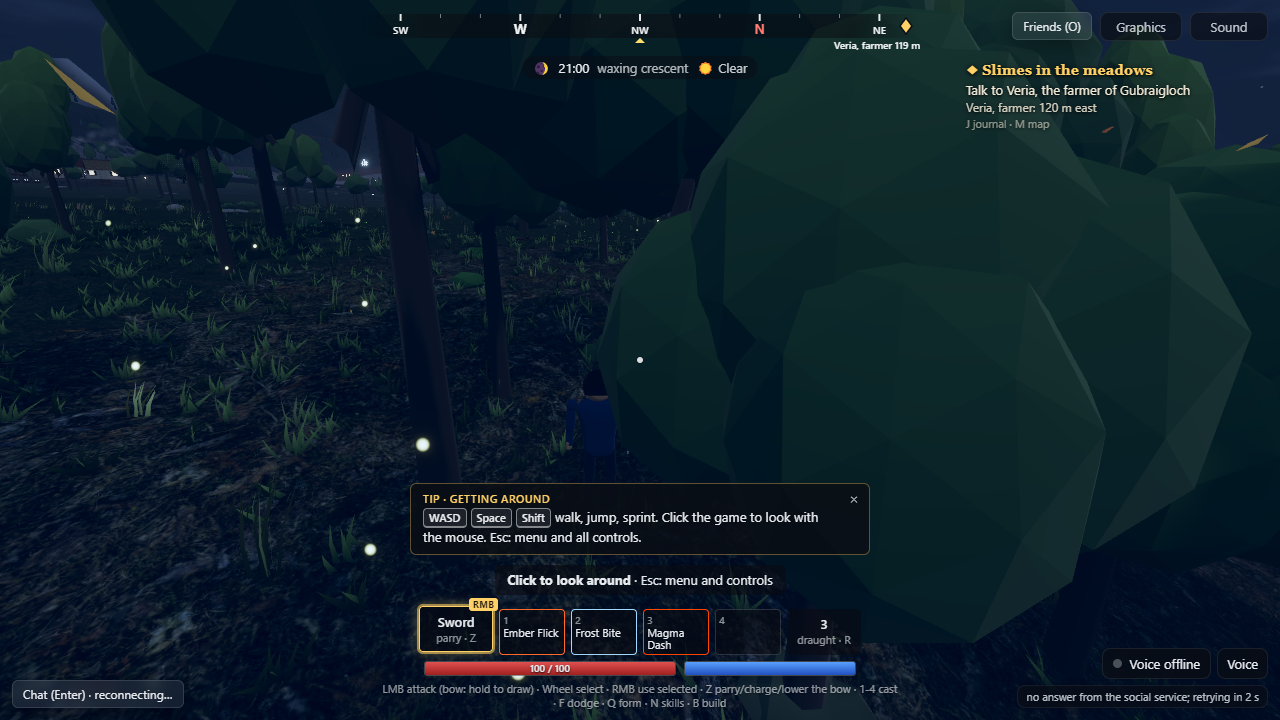 SW W NW N NE
Veria, farmer 119 m
21:00 waxing crescent Clear
Friends (O) Graphics Sound
Slimes in the meadows
Talk to Veria, the farmer of Gubraigloch
Veria, farmer: 120 m east
J journal · M map
TIP · GETTING AROUND ×
WASD Space Shift walk, jump, sprint. Click the game to look with
the mouse. Esc: menu and all controls.
Click to look around · Esc: menu and controls
RMB
Sword
parry · Z
1
Ember Flick
2
Frost Bite
3
Magma
Dash
4
3
draught · R
100 / 100
LMB attack (bow: hold to draw) · Wheel select · RMB use selected · Z parry/charge/lower the bow · 1-4 cast
· F dodge · Q form · N skills · B build
Chat (Enter) · reconnecting...
Voice offline Voice
no answer from the social service; retrying in 2 s